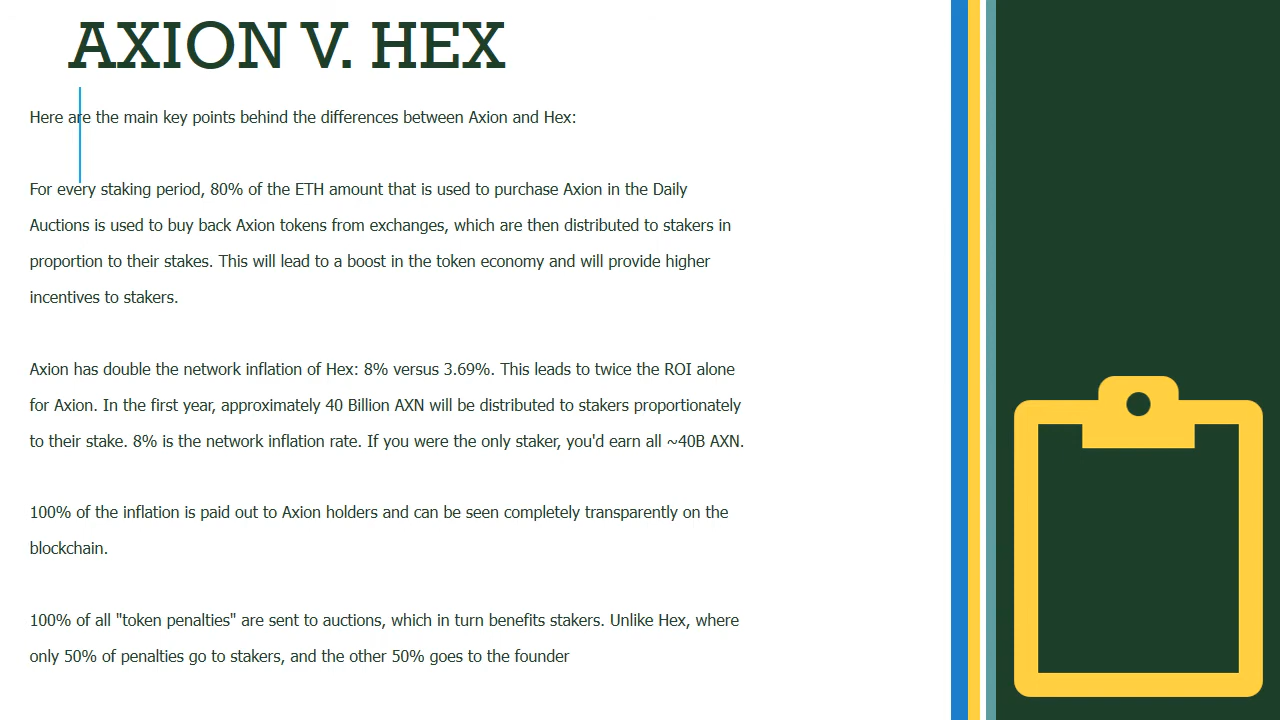 AXION V. HEX
Here are the main key points behind the differences between Axion and Hex:
For every staking period, 80% of the ETH amount that is used to purchase Axion in the Daily
Auctions is used to buy back Axion tokens from exchanges, which are then distributed to stakers in
proportion to their stakes. This will lead to a boost in the token economy and will provide higher
incentives to stakers.
Axion has double the network inflation of Hex: 8% versus 3.69%. This leads to twice the ROI alone
for Axion. In the first year, approximately 40 Billion AXN will be distributed to stakers proportionately
to their stake. 8% is the network inflation rate. If you were the only staker, you'd earn all ~40B AXN.
100% of the inflation is paid out to Axion holders and can be seen completely transparently on the
blockchain.
100% of all "token penalties" are sent to auctions, which in turn benefits stakers. Unlike Hex, where
only 50% of penalties go to stakers, and the other 50% goes to the founder